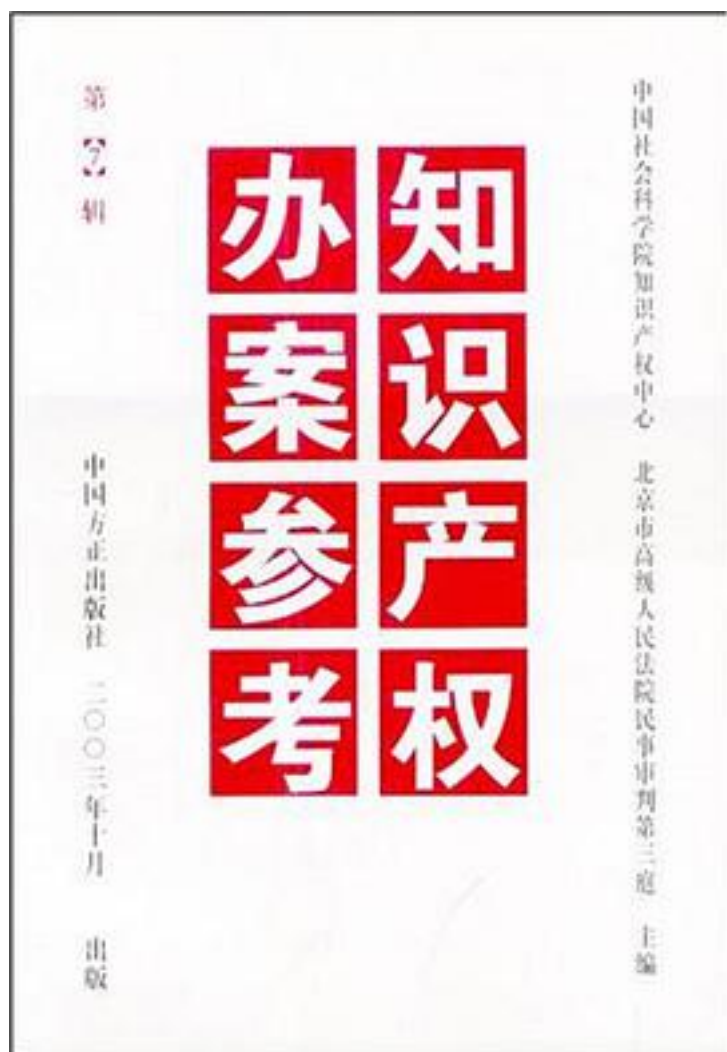 中国社会科学院知识产权中心 北京市高级人民法院民事审判第三庭 主编
知识产权
办案参考
第【7】辑
中国方正出版社 二〇〇三年十月 出版